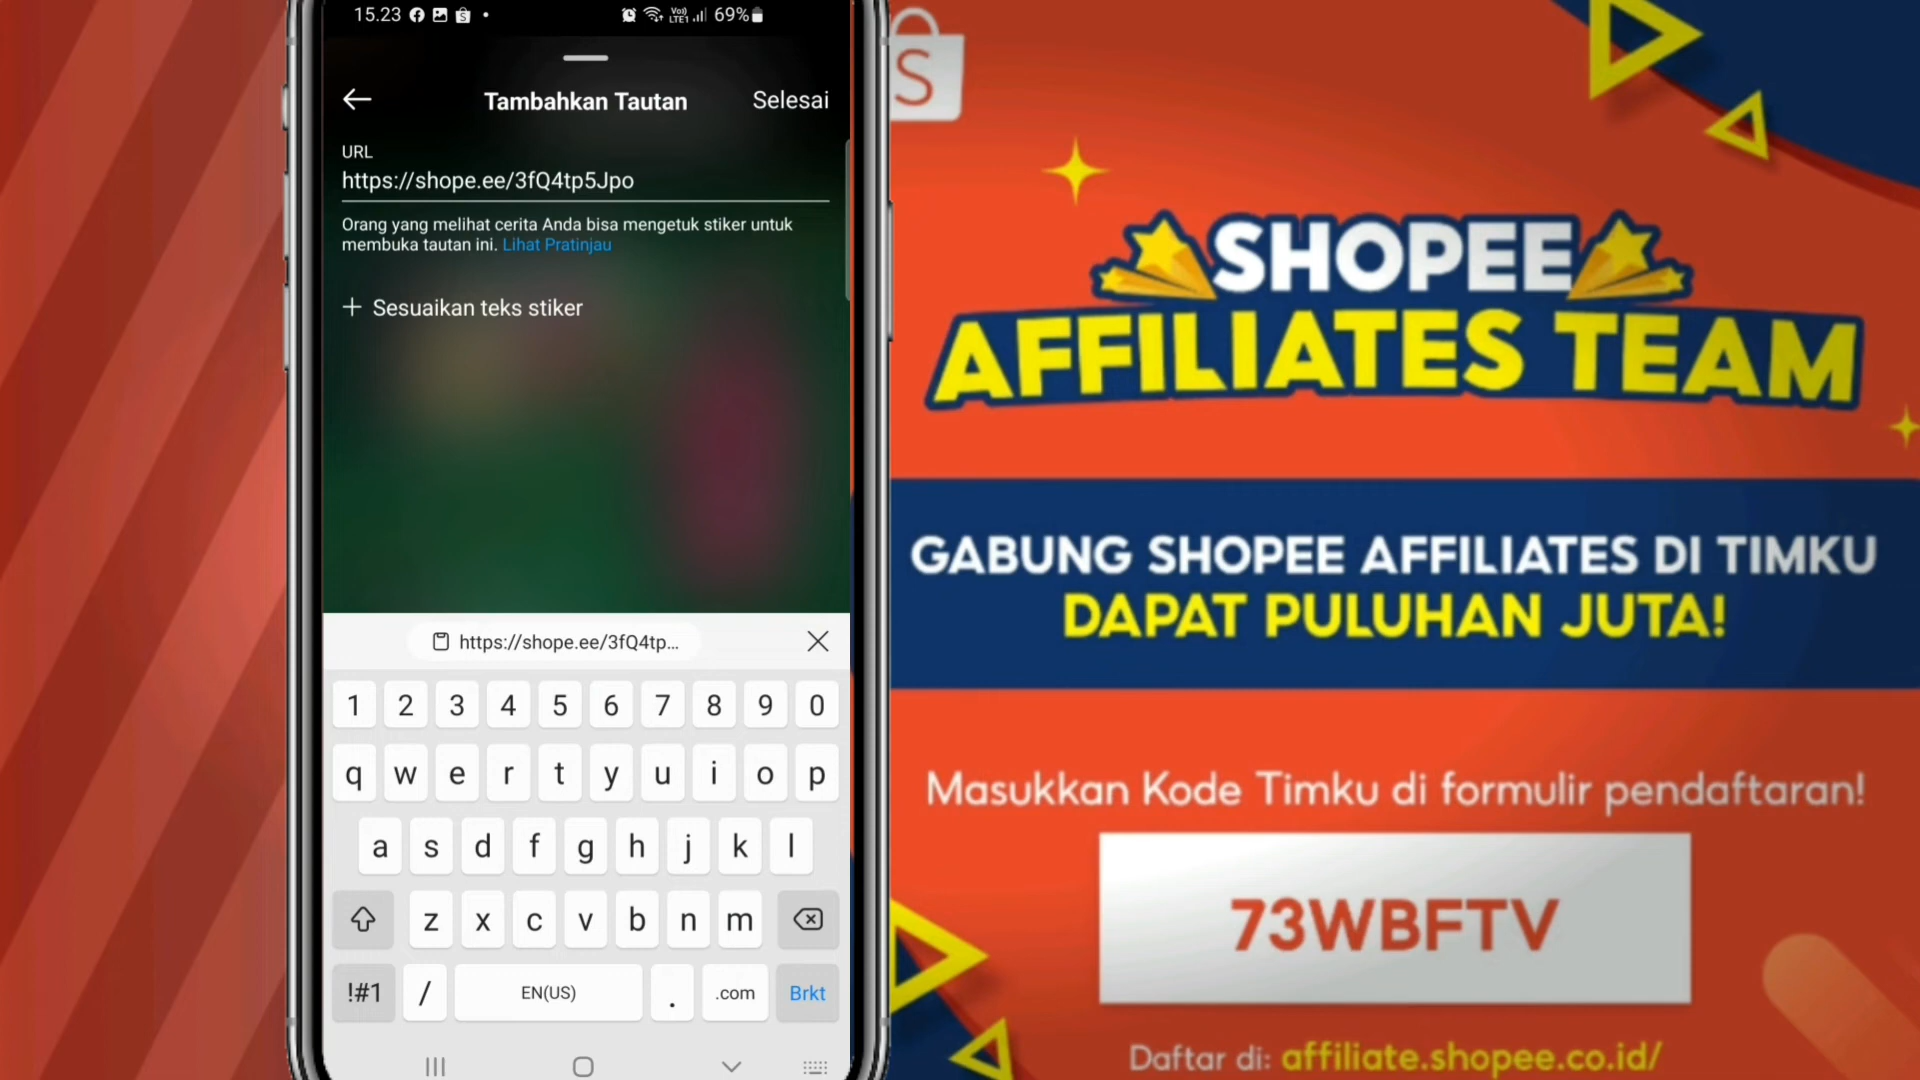 15.23
Vo))
LTE1
69%
Tambahkan Tautan
Selesai
URL
https://shope.ee/3fQ4tp5Jpo
Orang yang melihat cerita Anda bisa mengetuk stiker untuk
membuka tautan ini. Lihat Pratinjau
+ Sesuaikan teks stiker
https://shope.ee/3fQ4tp...
1 2 3 4 5 6 7 8 9 0
q w e r t y u i o p
a s d f g h j k l
z x c v b n m
!#1 / EN(US) . .com Brkt
S
SHOPEE
AFFILIATES TEAM
GABUNG SHOPEE AFFILIATES DI TIMKU
DAPAT PULUHAN JUTA!
Masukkan Kode Timku di formulir pendaftaran!
73WBFTV
Daftar di: affiliate.shopee.co.id/